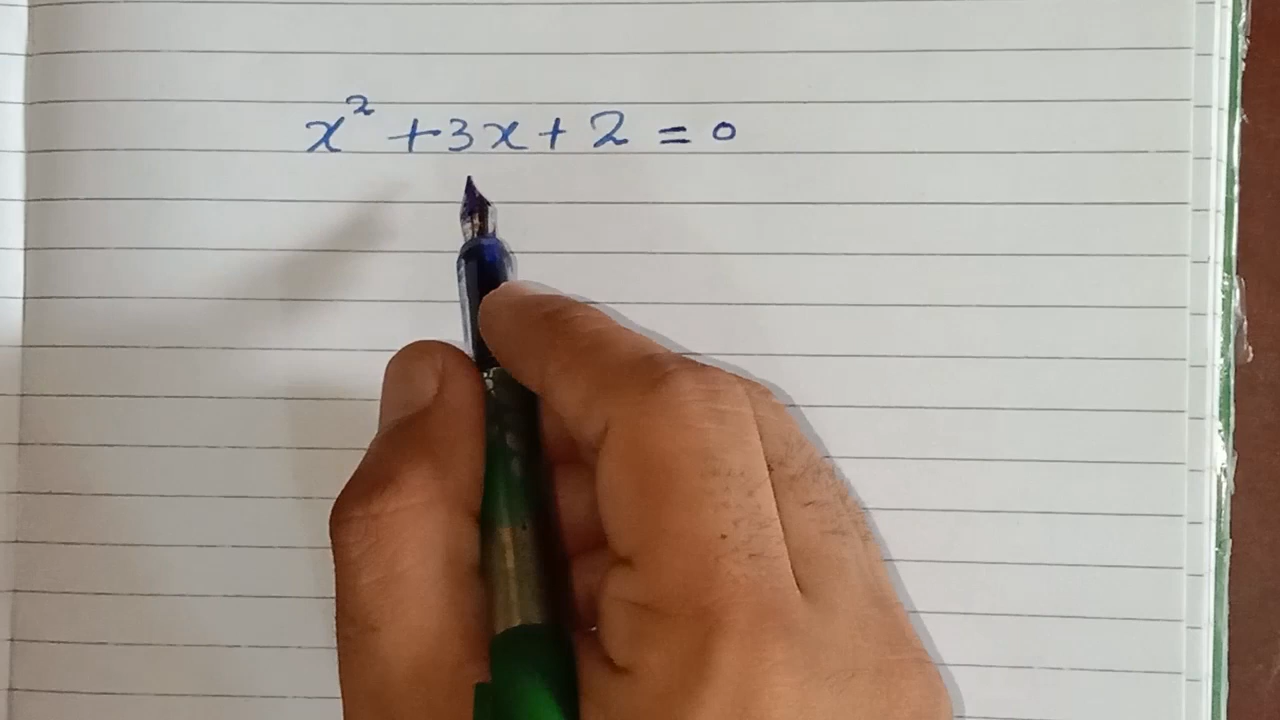 x² + 3x + 2 = 0